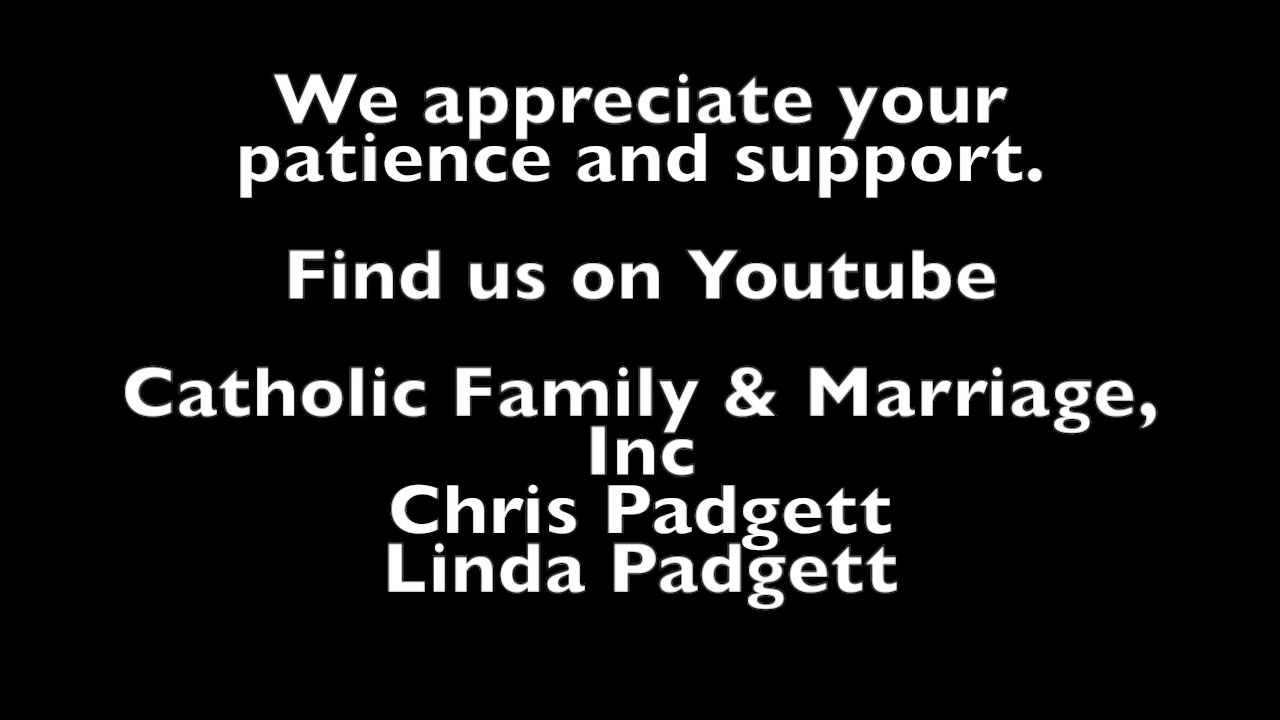 We appreciate your
patience and support.
Find us on Youtube
Catholic Family & Marriage,
Inc
Chris Padgett
Linda Padgett